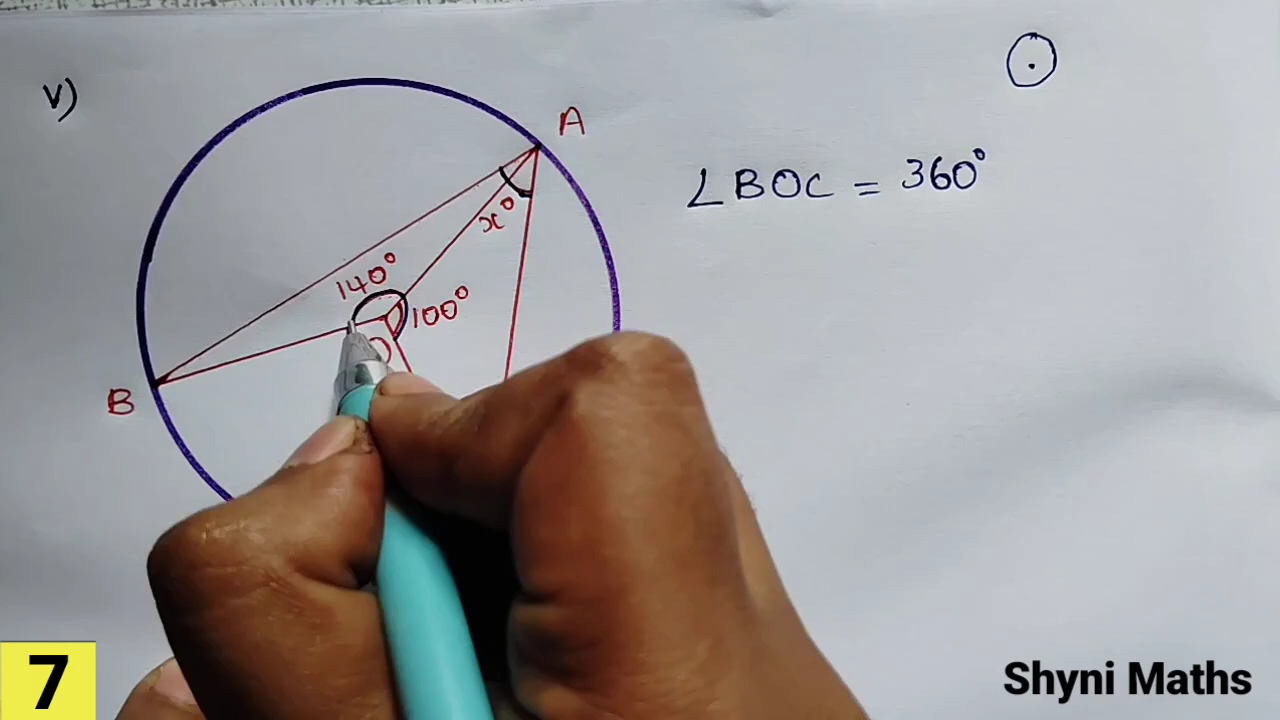 v)
A
∠BOC = 360°
x°
140°
100°
O
B
7
Shyni Maths